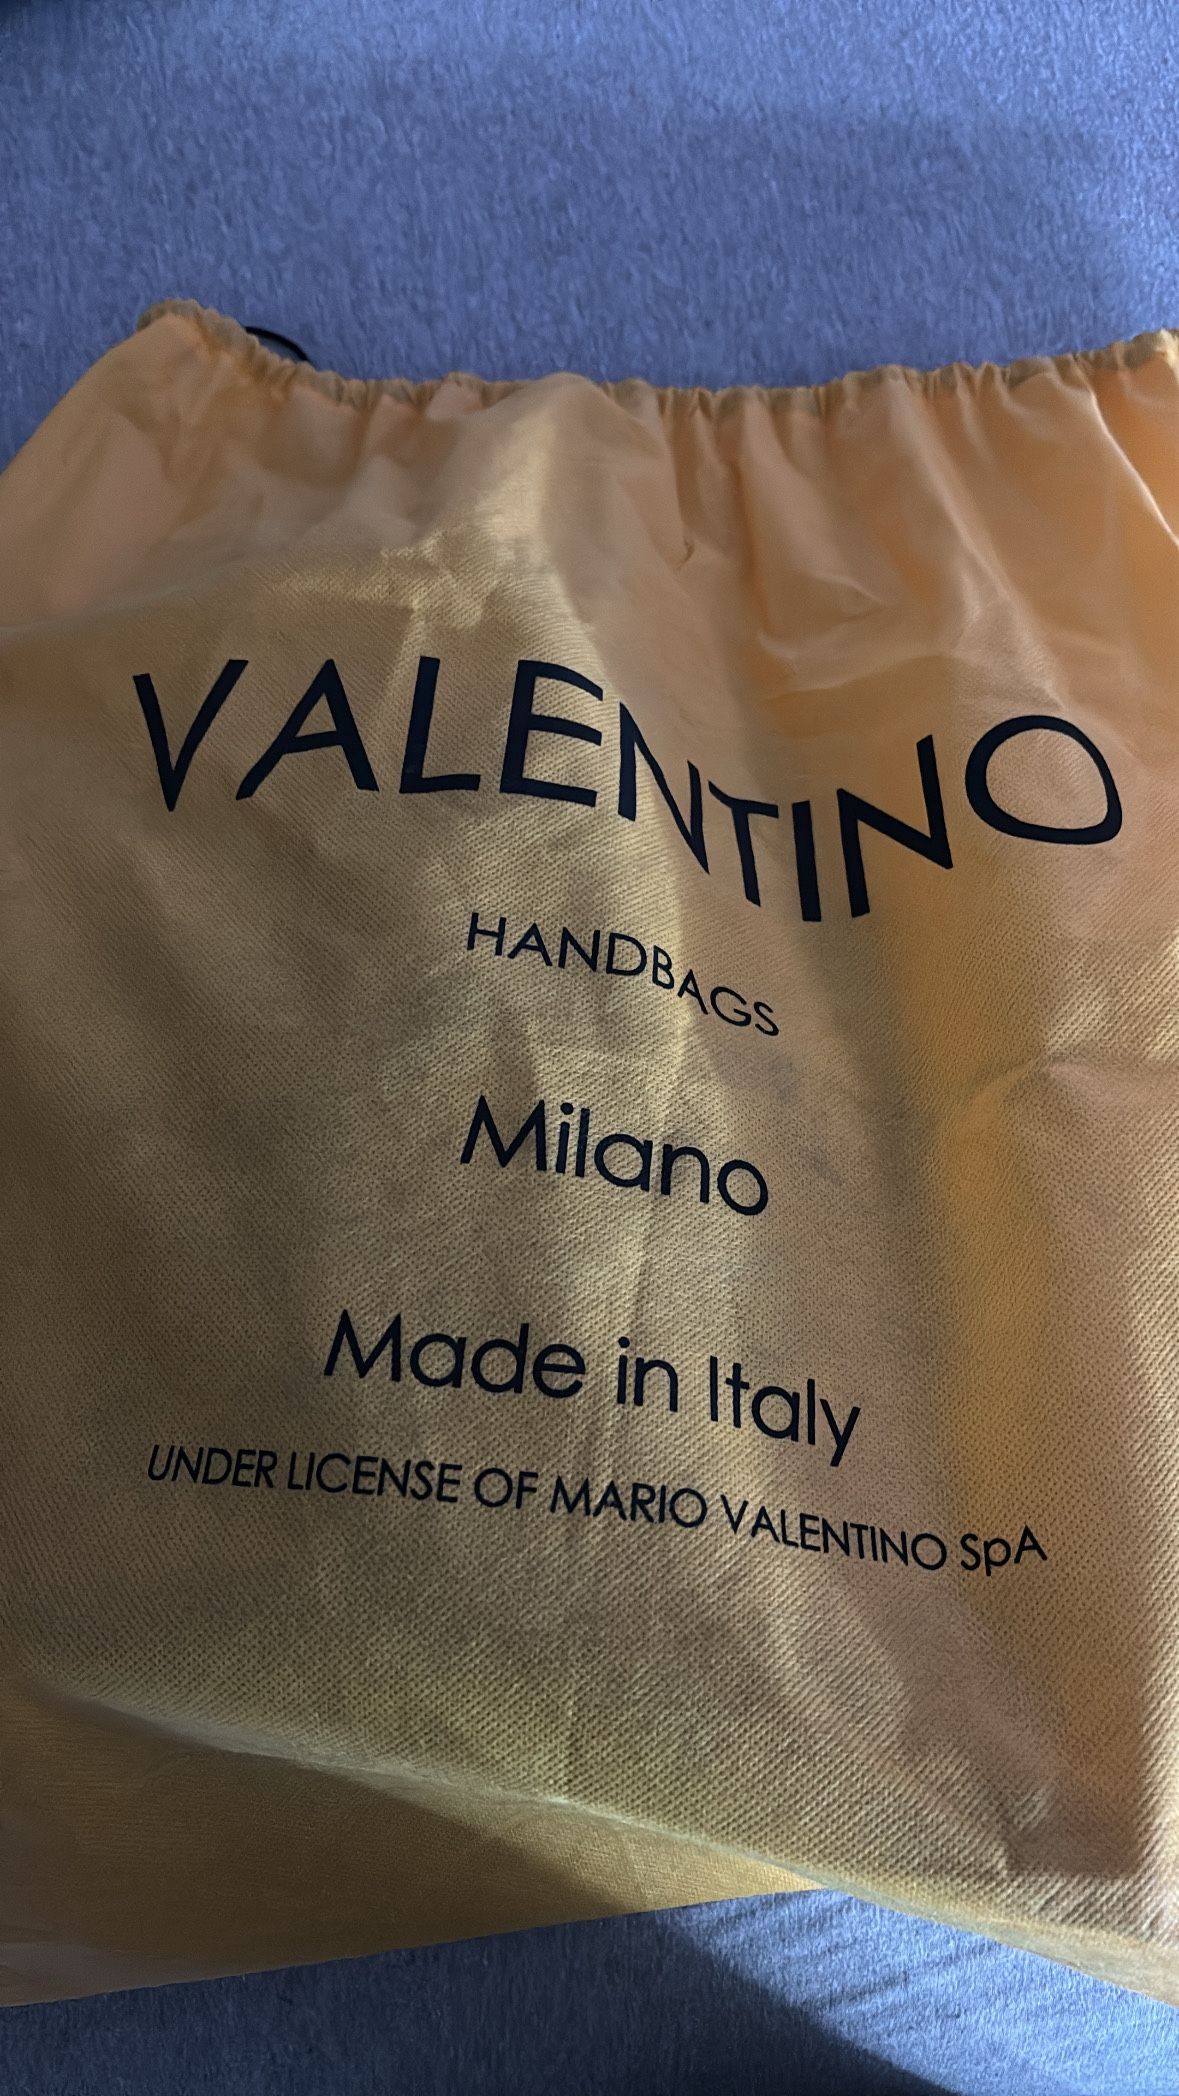 VALENTINO
HANDBAGS
Milano
Made in Italy
UNDER LICENSE OF MARIO VALENTINO SpA